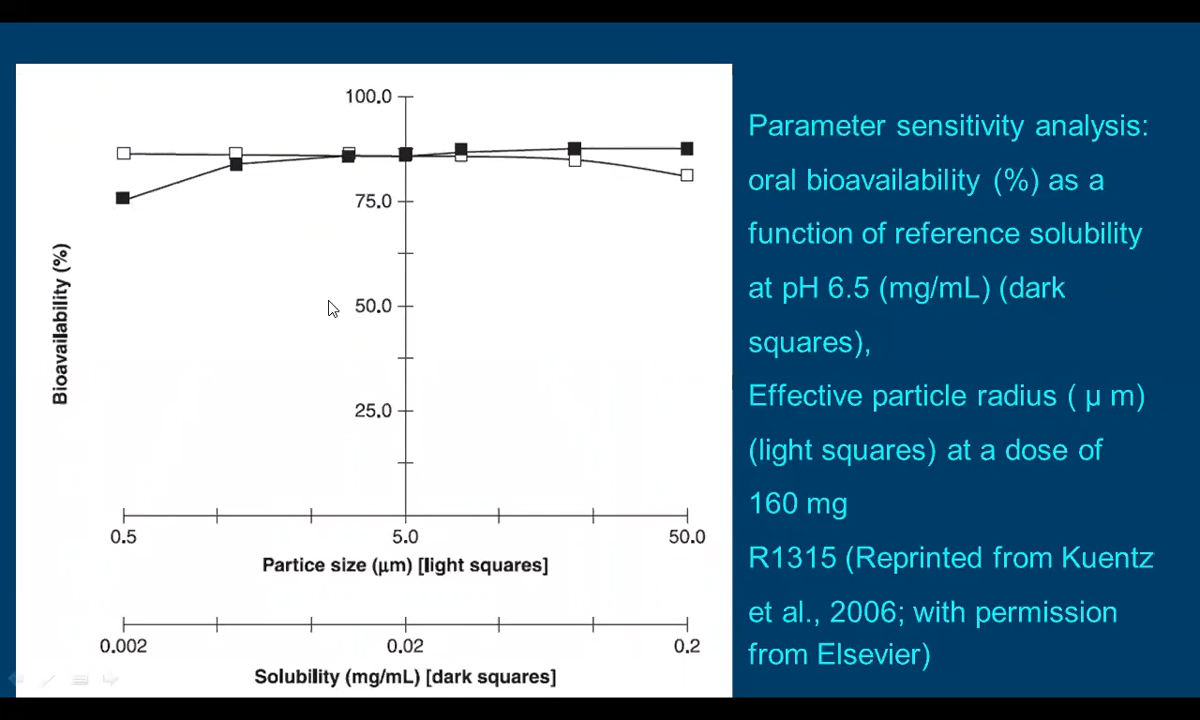 100.0
75.0
50.0
25.0
Bioavailability (%)
0.5 5.0 50.0
Partice size (μm) [light squares]
0.002 0.02 0.2
Solubility (mg/mL) [dark squares]
Parameter sensitivity analysis:
oral bioavailability (%) as a
function of reference solubility
at pH 6.5 (mg/mL) (dark
squares),
Effective particle radius ( μ m)
(light squares) at a dose of
160 mg
R1315 (Reprinted from Kuentz
et al., 2006; with permission
from Elsevier)